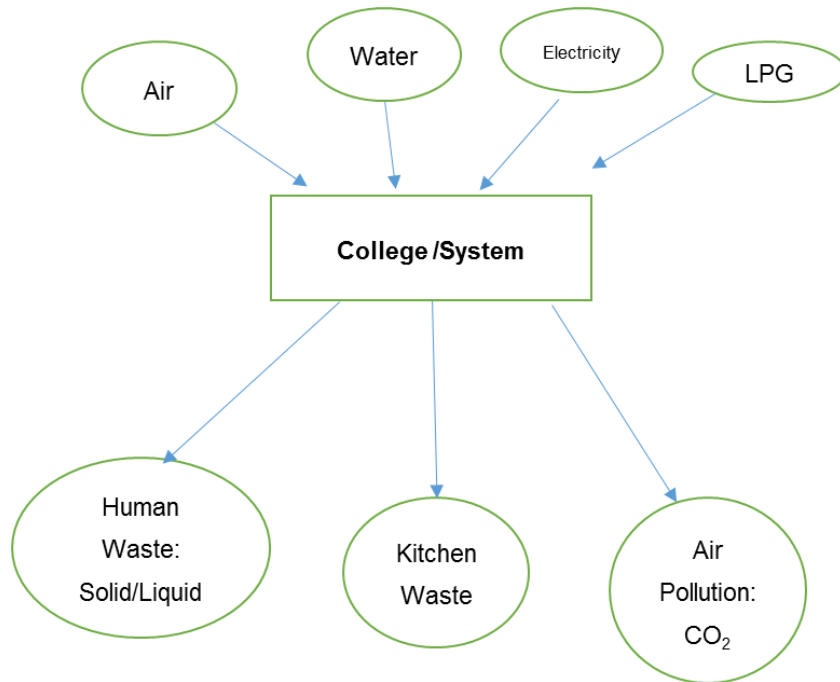 Air
Water
Electricity
LPG
College /System
Human
Waste:
Solid/Liquid
Kitchen
Waste
Air
Pollution:
CO₂